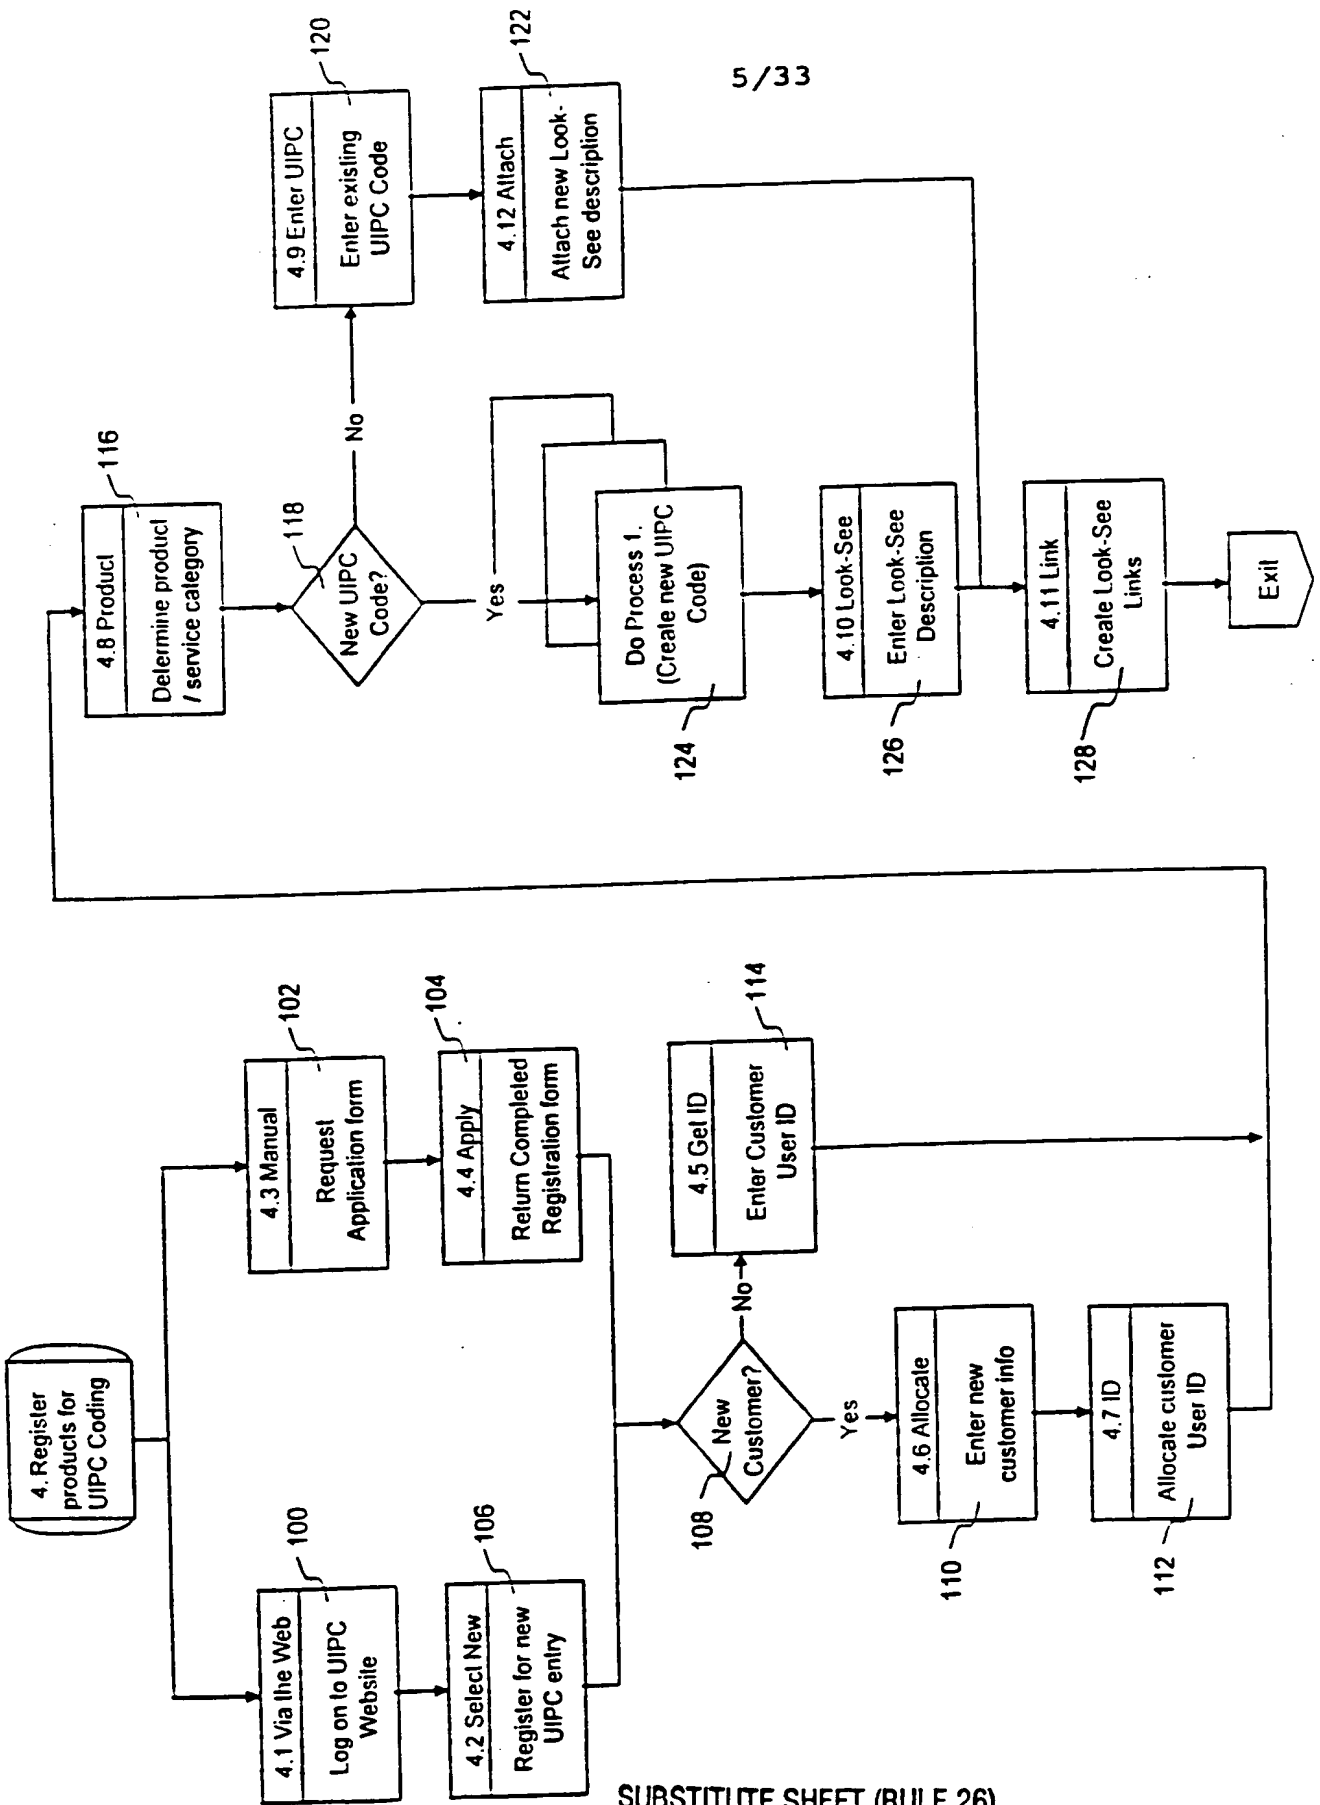 5/33
4. Register
products for
UIPC Coding
4.1 Via the Web
Log on to UIPC
Website
100
4.2 Select New
Register for new
UIPC entry
106
4.3 Manual
Request
Application form
102
4.4 Apply
Return Completed
Registration form
104
New
Customer?
108
No
4.5 Get ID
Enter Customer
User ID
114
Yes
4.6 Allocate
Enter new
customer info
110
4.7 ID
Allocate customer
User ID
112
4.8 Product
Determine product
/ service category
116
New UIPC
Code?
118
No
4.9 Enter UIPC
Enter existing
UIPC Code
120
4.12 Attach
Attach new Look-
See description
122
Yes
Do Process 1.
(Create new UIPC
Code)
124
4.10 Look-See
Enter Look-See
Description
126
4.11 Link
Create Look-See
Links
128
Exit
SUBSTITUTE SHEET (RULE 26)